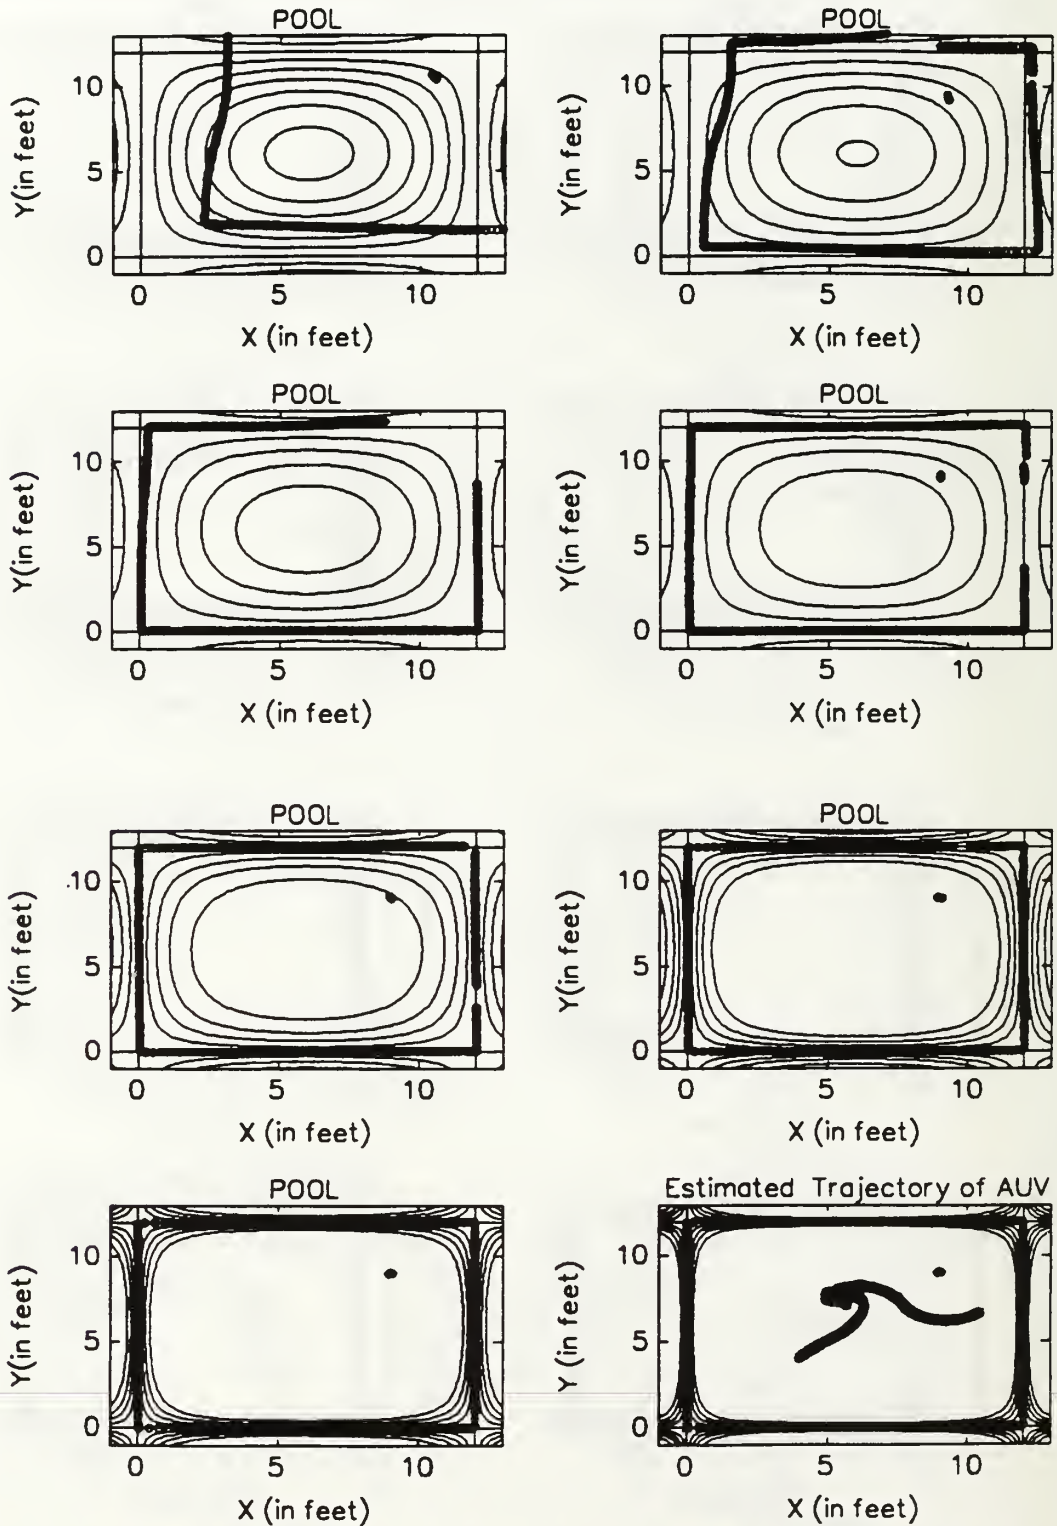 POOL
Y(in feet)
10
5
0
0 5 10
X (in feet)
POOL
Y(in feet)
10
5
0
0 5 10
X (in feet)
POOL
Y(in feet)
10
5
0
0 5 10
X (in feet)
POOL
Y(in feet)
10
5
0
0 5 10
X (in feet)
POOL
Y(in feet)
10
5
0
0 5 10
X (in feet)
POOL
Y(in feet)
10
5
0
0 5 10
X (in feet)
POOL
Y(in feet)
10
5
0
0 5 10
X (in feet)
Estimated Trajectory of AUV
Y (in feet)
10
5
0
0 5 10
X (in feet)